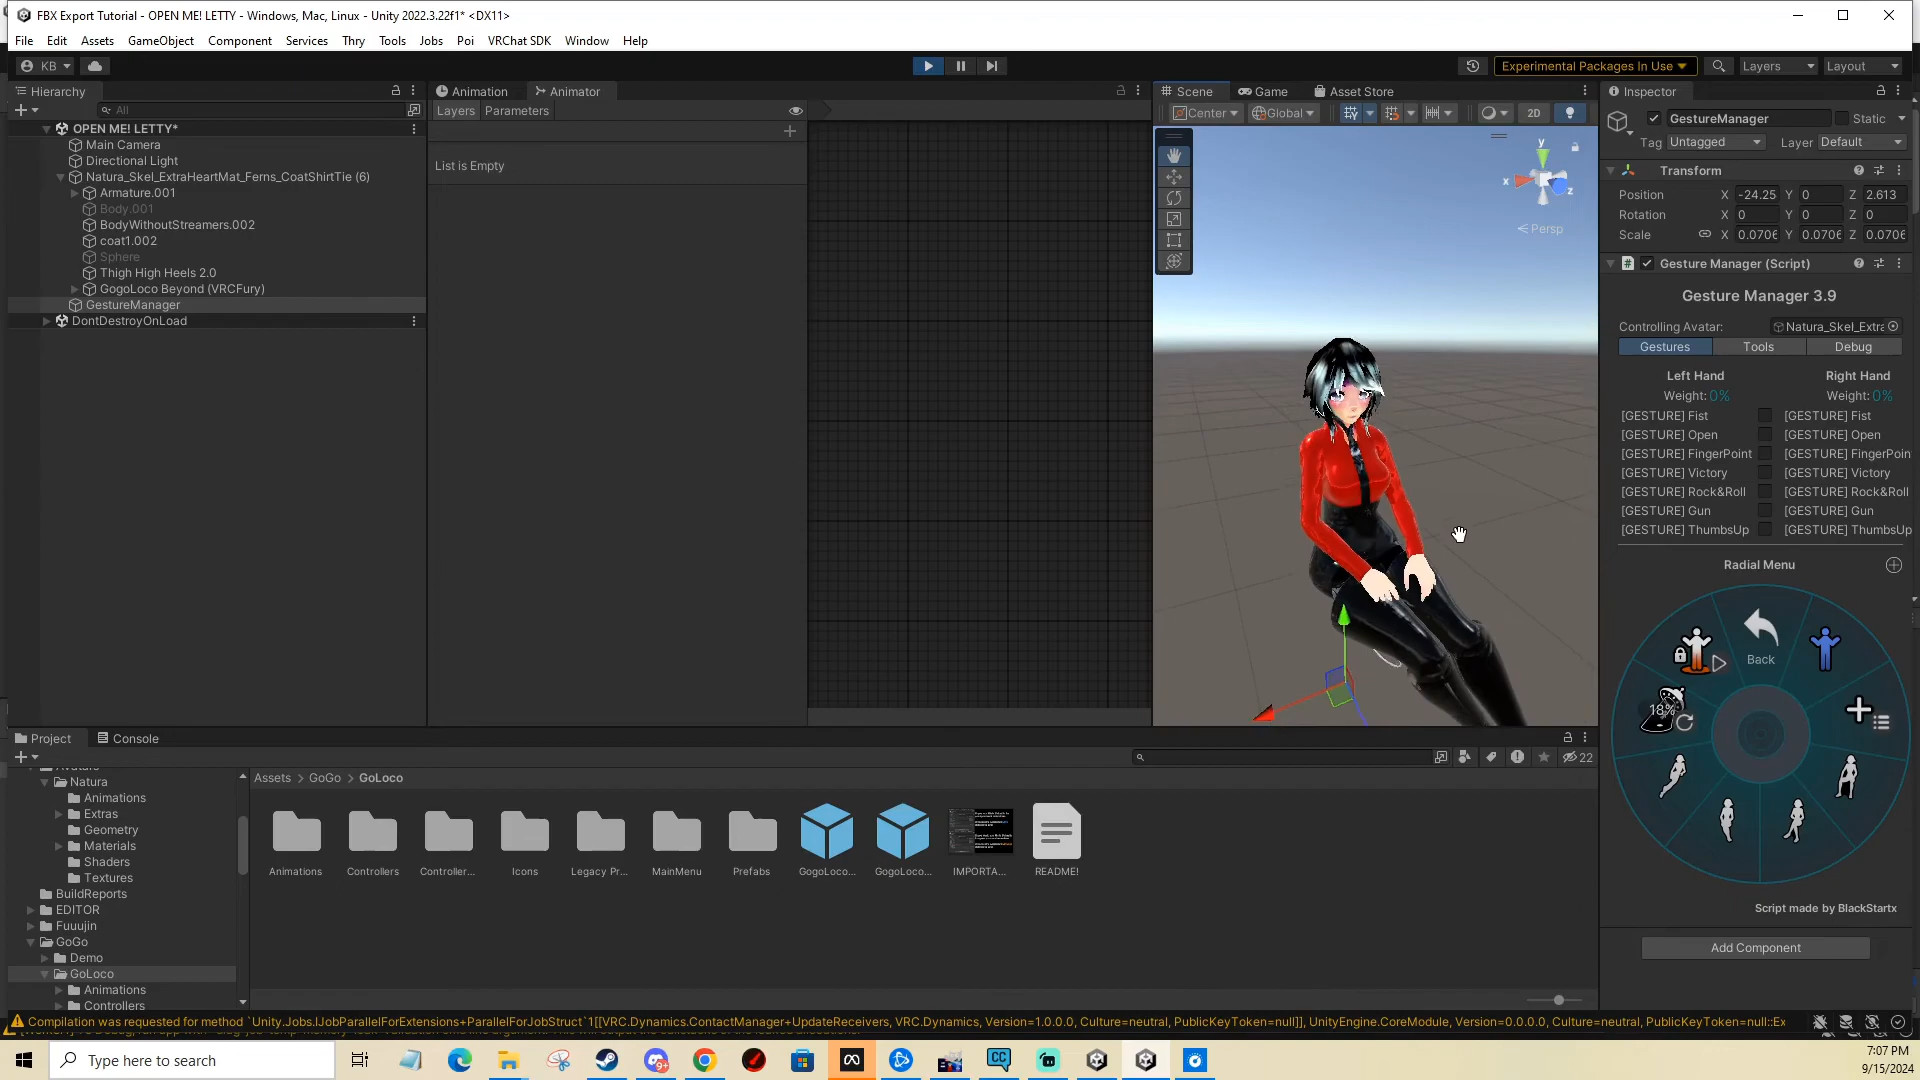 FBX Export Tutorial - OPEN ME! LETTY - Windows, Mac, Linux - Unity 2022.3.22f1* <DX11>
File Edit Assets GameObject Component Services Thry Tools Jobs Poi VRChat SDK Window Help
KB Experimental Packages In Use Layers Layout
Hierarchy
All
OPEN ME! LETTY*
Main Camera
Directional Light
Natura_Skel_ExtraHeartMat_Ferns_CoatShirtTie (6)
Armature.001
Body.001
BodyWithoutStreamers.002
coat1.002
Sphere
Thigh High Heels 2.0
GogoLoco Beyond (VRCFury)
GestureManager
DontDestroyOnLoad
Animation Animator
Layers Parameters
List is Empty
Scene Game Asset Store
Center Global 2D
y
x z
Persp
Inspector
GestureManager Static
Tag Untagged Layer Default
Transform
Position X -24.25 Y 0 Z 2.613
Rotation X 0 Y 0 Z 0
Scale X 0.0706 Y 0.0706 Z 0.0706
# Gesture Manager (Script)
Gesture Manager 3.9
Controlling Avatar: Natura_Skel_Extra
Gestures Tools Debug
Left Hand Right Hand
Weight: 0% Weight: 0%
[GESTURE] Fist [GESTURE] Fist
[GESTURE] Open [GESTURE] Open
[GESTURE] FingerPoint [GESTURE] FingerPoin
[GESTURE] Victory [GESTURE] Victory
[GESTURE] Rock&Roll [GESTURE] Rock&Roll
[GESTURE] Gun [GESTURE] Gun
[GESTURE] ThumbsUp [GESTURE] ThumbsUp
Radial Menu
Back
18%
Script made by BlackStartx
Add Component
Project Console
22
Natura
Animations
Extras
Geometry
Materials
Shaders
Textures
BuildReports
EDITOR
Fuuujin
GoGo
Demo
GoLoco
Animations
Controllers
Assets > GoGo > GoLoco
Animations Controllers Controller... Icons Legacy Pr... MainMenu Prefabs GogoLoco... GogoLoco... IMPORTA... README!
Compilation was requested for method `Unity.Jobs.IJobParallelForExtensions+ParallelForJobStruct`1[[VRC.Dynamics.ContactManager+UpdateReceivers, VRC.Dynamics, Version=1.0.0.0, Culture=neutral, PublicKeyToken=null]], UnityEngine.CoreModule, Version=0.0.0.0, Culture=neutral, PublicKeyToken=null::Ex
Type here to search
CC
7:07 PM
9/15/2024